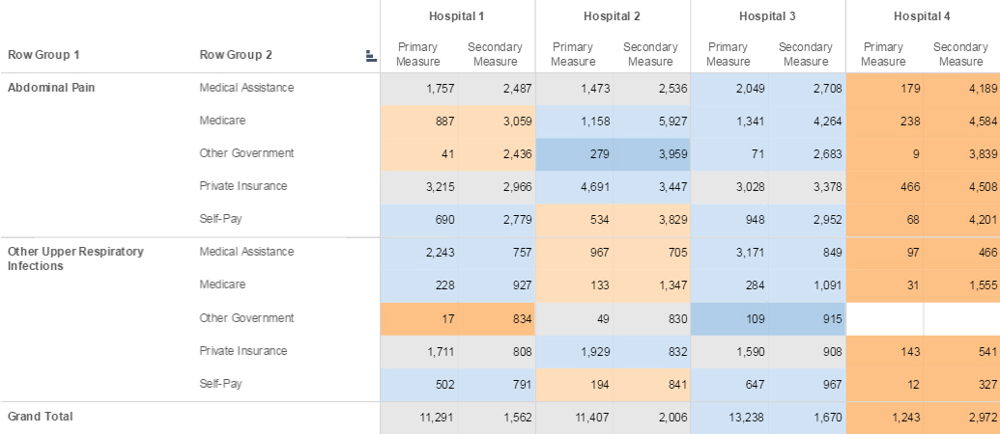 Hospital 1 Hospital 2 Hospital 3 Hospital 4
Row Group 1 Row Group 2 Primary Measure Secondary Measure Primary Measure Secondary Measure Primary Measure Secondary Measure Primary Measure Secondary Measure
Abdominal Pain Medical Assistance 1,757 2,487 1,473 2,536 2,049 2,708 179 4,189
Medicare 887 3,059 1,158 5,927 1,341 4,264 238 4,584
Other Government 41 2,436 279 3,959 71 2,683 9 3,839
Private Insurance 3,215 2,966 4,691 3,447 3,028 3,378 466 4,508
Self-Pay 690 2,779 534 3,829 948 2,952 68 4,201
Other Upper Respiratory Infections Medical Assistance 2,243 757 967 705 3,171 849 97 466
Medicare 228 927 133 1,347 284 1,091 31 1,555
Other Government 17 834 49 830 109 915
Private Insurance 1,711 808 1,929 832 1,590 908 143 541
Self-Pay 502 791 194 841 647 967 12 327
Grand Total 11,291 1,562 11,407 2,006 13,238 1,670 1,243 2,972